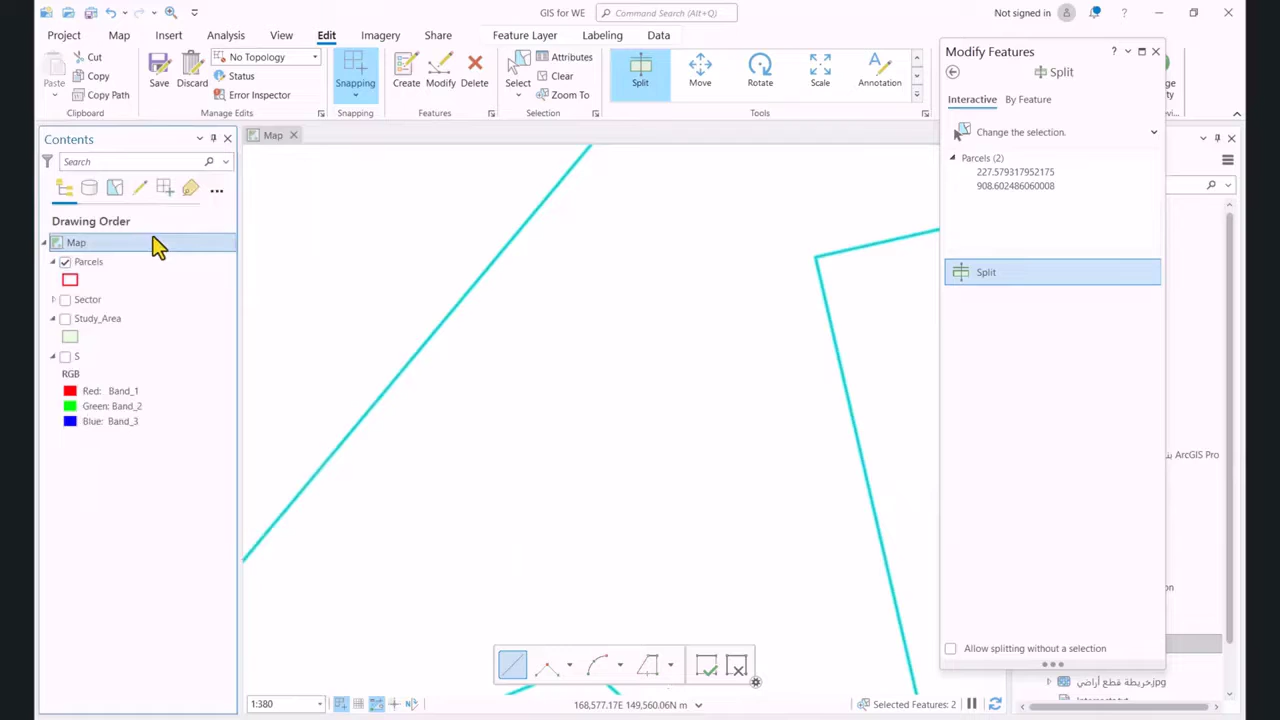 GIS for WE
Command Search (Alt+Q)
Not signed in
Project
Map
Insert
Analysis
View
Edit
Imagery
Share
Feature Layer
Labeling
Data
Paste
Cut
Copy
Copy Path
Clipboard
Save
Discard
No Topology
Status
Error Inspector
Manage Edits
Snapping
Snapping
Create
Modify
Delete
Features
Select
Attributes
Clear
Zoom To
Selection
Split
Move
Rotate
Scale
Annotation
Tools
Modify Features
Split
Interactive
By Feature
Change the selection.
Parcels (2)
227.579317952175
908.602486060008
Split
Allow splitting without a selection
Contents
Search
Drawing Order
Map
Parcels
Sector
Study_Area
S
RGB
Red: Band_1
Green: Band_2
Blue: Band_3
Map
ArcGIS Pro
خريطة قطع أراضي.jpg
1:380
168,577.17E 149,560.06N m
Selected Features: 2